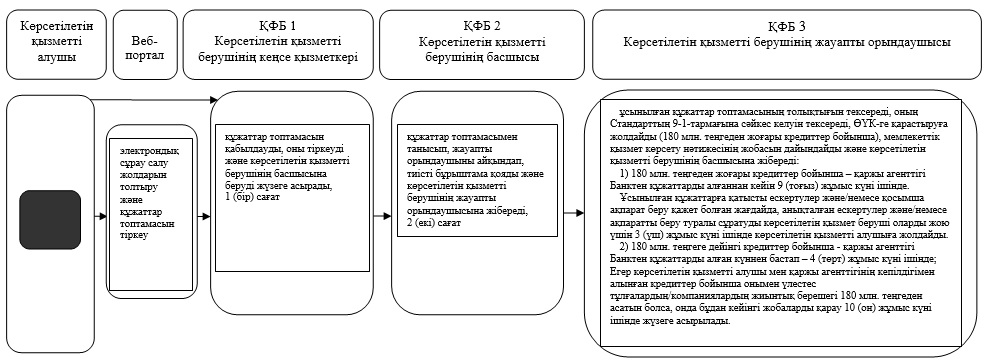 Көрсетілетін
қызметті
алушы
Веб-
портал
ҚФБ 1
Көрсетілетін қызметті
берушінің кеңсе қызметкері
ҚФБ 2
Көрсетілетін қызметті
берушінің басшысы
ҚФБ 3
Көрсетілетін қызметті берушінің жауапты орындаушысы
электрондық
сұрау салу
жолдарын
толтыру
және
құжаттар
топтамасын
тіркеу
құжаттар топтамасын
қабылдауды, оны тіркеуді
және көрсетілетін қызметті
берушінің басшысына
беруді жүзеге асырады,
1 (бір) сағат
құжаттар топтамасымен
танысып, жауапты
орындаушыны айқындап,
тиісті бұрыштама қояды және
көрсетілетін қызметті
берушінің жауапты
орындаушысына жібереді,
2 (екі) сағат
ұсынылған құжаттар топтамасының толықтығын тексереді, оның
Стандарттың 9-1-тармағына сәйкес келуін тексереді, ӨҮК-ге қарастыруға
жолдайды (180 млн. теңгеден жоғары кредиттер бойынша), мемлекеттік
қызмет көрсету нәтижесінің жобасын дайындайды және көрсетілетін
қызметті берушінің басшысына жібереді:
1) 180 млн. теңгеден жоғары кредиттер бойынша – қаржы агенттігі
Банктен құжаттарды алғаннан кейін 9 (тоғыз) жұмыс күні ішінде.
Ұсынылған құжаттарға қатысты ескертулер және/немесе қосымша
ақпарат беру қажет болған жағдайда, анықталған ескертулер және/немесе
ақпаратты беру туралы сұратуды көрсетілетін қызмет беруші оларды жою
үшін 3 (үш) жұмыс күні ішінде көрсетілетін қызметті алушыға жолдайды.
2) 180 млн. теңгеге дейінгі кредиттер бойынша - қаржы агенттігі
Банктен құжаттарды алған күннен бастап – 4 (төрт) жұмыс күні ішінде;
Егер көрсетілетін қызметті алушы мен қаржы агенттігінің кепілдігімен
алынған кредиттер бойынша онымен үлестес
тұлғалардың/компаниялардың жиынтық берешегі 180 млн. теңгеден
асатын болса, онда бұдан кейінгі жобаларды қарау 10 (он) жұмыс күні
ішінде жүзеге асырылады.